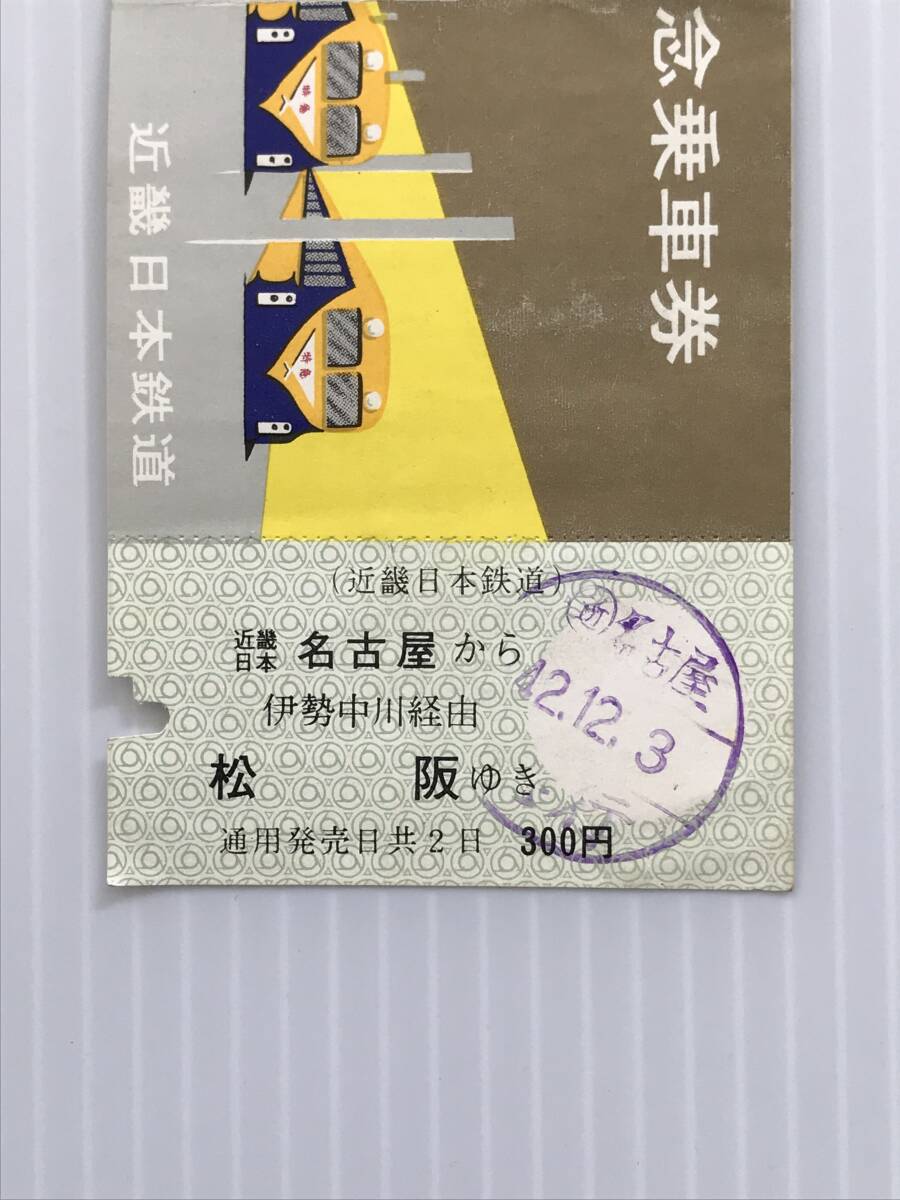 急乗車券
近畿日本鉄道
特急
特急
(近畿日本鉄道)
近畿日本 名古屋から
伊勢中川経由
松阪ゆき
通用発売日共2日 300円
名古屋
42.12.3